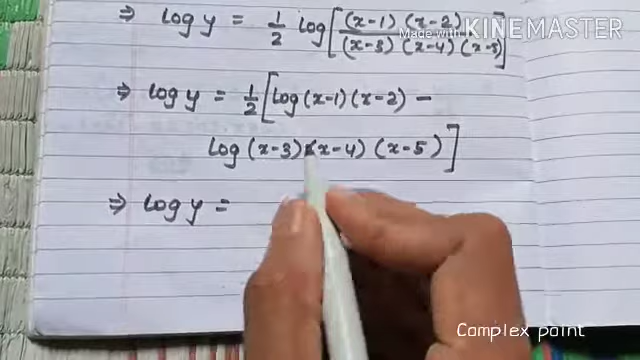 ⇒ log y = 1/2 log[(x-1) (x-2) / (x-3) (x-4) (x-5)]
Made with KINEMASTER
⇒ log y = 1/2 [log (x-1) (x-2) -
log (x-3) (x-4) (x-5)]
⇒ log y =
Complex point